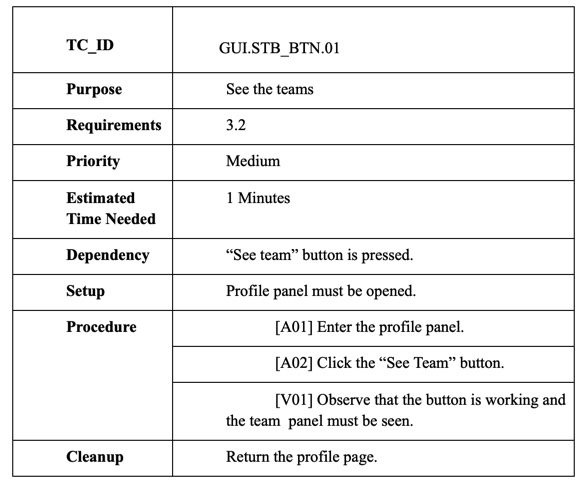 TC_ID GUI.STB_BTN.01
Purpose See the teams
Requirements 3.2
Priority Medium
Estimated 1 Minutes
Time Needed
Dependency “See team” button is pressed.
Setup Profile panel must be opened.
Procedure [A01] Enter the profile panel.
[A02] Click the “See Team” button.
[V01] Observe that the button is working and
the team panel must be seen.
Cleanup Return the profile page.